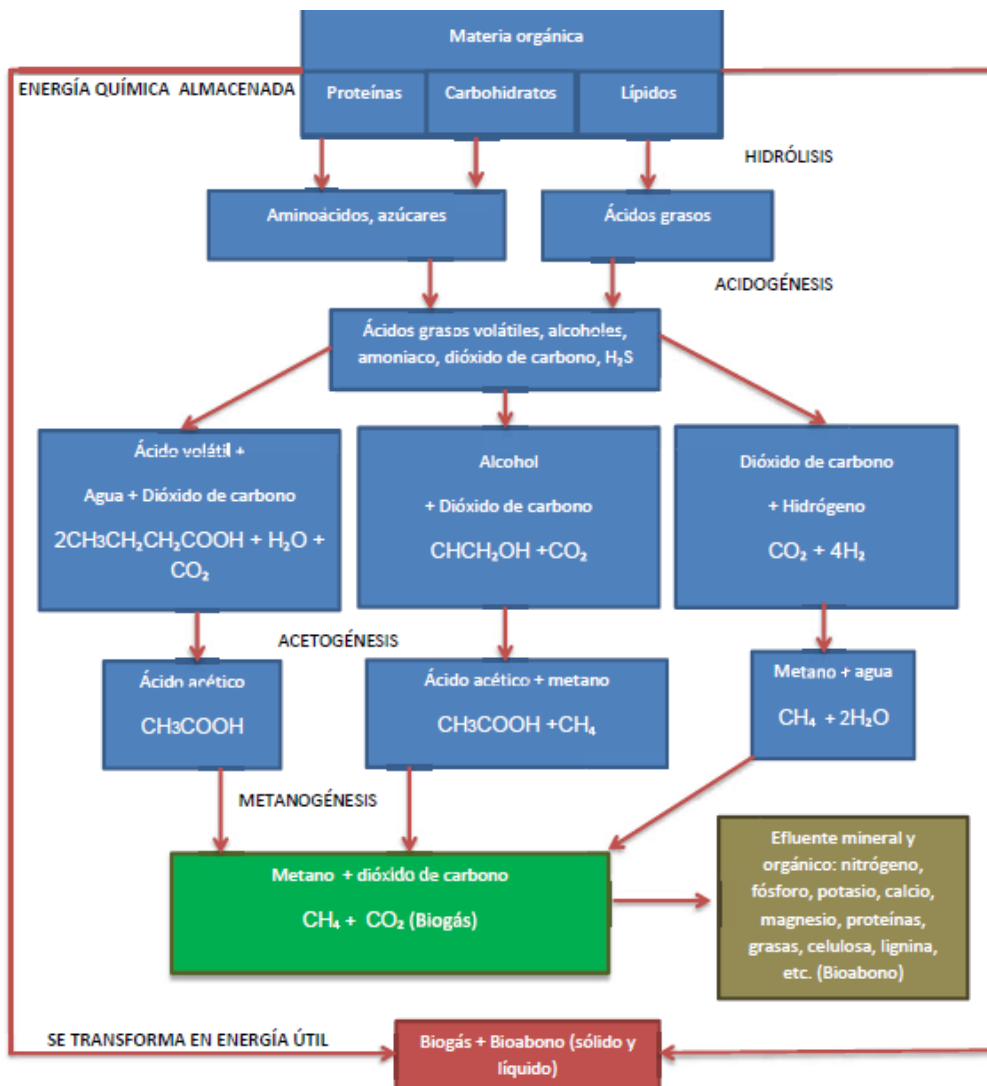 Materia orgánica
ENERGÍA QUÍMICA ALMACENADA
Proteínas
Carbohidratos
Lípidos
HIDRÓLISIS
Aminoácidos, azúcares
Ácidos grasos
ACIDOGÉNESIS
Ácidos grasos volátiles, alcoholes,
amoniaco, dióxido de carbono, H₂S
Ácido volátil +
Agua + Dióxido de carbono
2CH3CH₂CH₂COOH + H₂O +
CO₂
Alcohol
+ Dióxido de carbono
CHCH₂OH +CO₂
Dióxido de carbono
+ Hidrógeno
CO₂ + 4H₂
ACETOGÉNESIS
Ácido acético
CH3COOH
Ácido acético + metano
CH3COOH +CH₄
Metano + agua
CH₄ + 2H₂O
METANOGÉNESIS
Metano + dióxido de carbono
CH₄ + CO₂ (Biogás)
Efluente mineral y
orgánico: nitrógeno,
fósforo, potasio, calcio,
magnesio, proteínas,
grasas, celulosa, lignina,
etc. (Bioabono)
SE TRANSFORMA EN ENERGÍA ÚTIL
Biogás + Bioabono (sólido y
líquido)